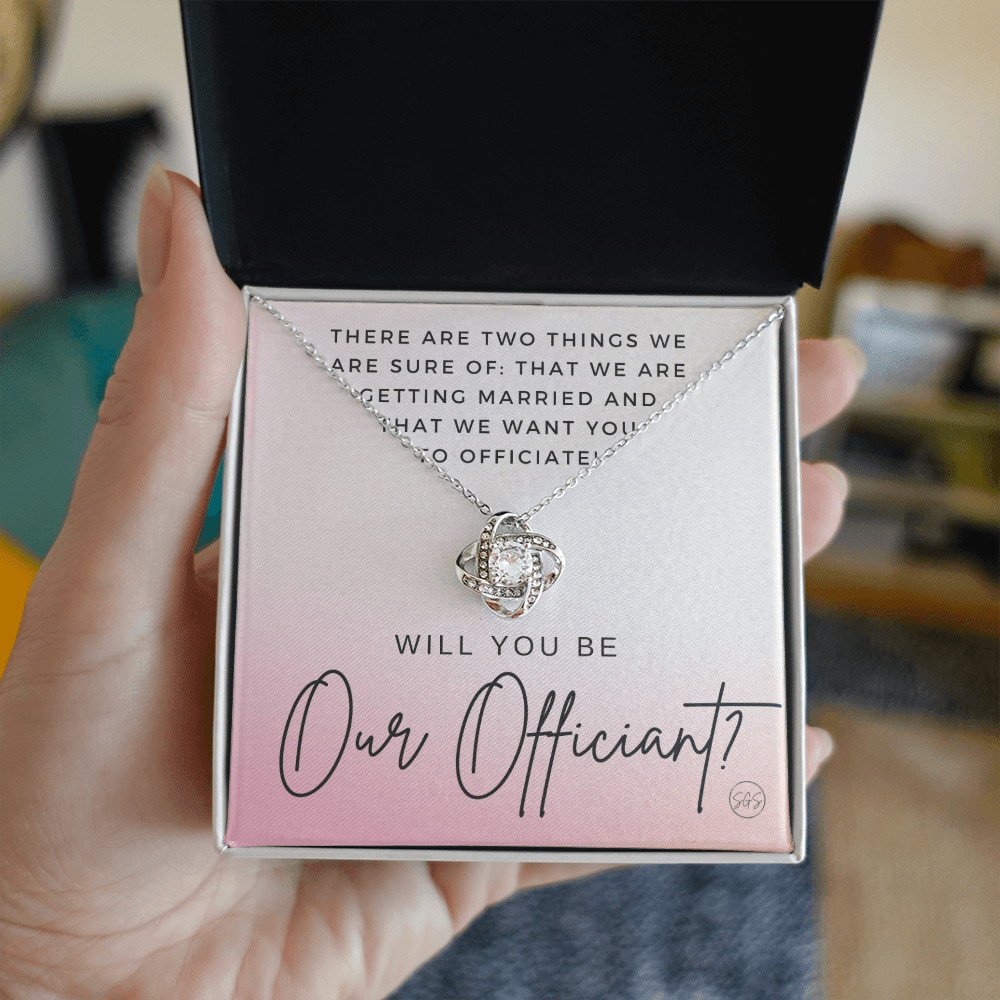 THERE ARE TWO THINGS WE
ARE SURE OF: THAT WE ARE
GETTING MARRIED AND
THAT WE WANT YOU
TO OFFICIATE!
WILL YOU BE
Our Officiant?
SGS